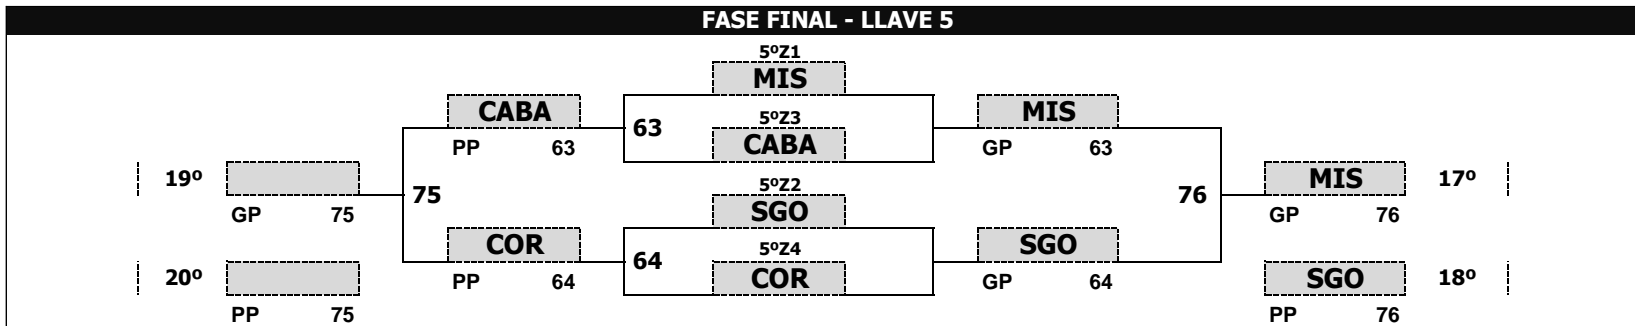 FASE FINAL - LLAVE 5
5ºZ1
MIS
CABA
63
5ºZ3
CABA
MIS
PP 63
GP 63
19º
75
5ºZ2
SGO
76
MIS
17º
GP 75
GP 76
COR
64
5ºZ4
COR
SGO
20º
PP 64
GP 64
SGO
18º
PP 75
PP 76